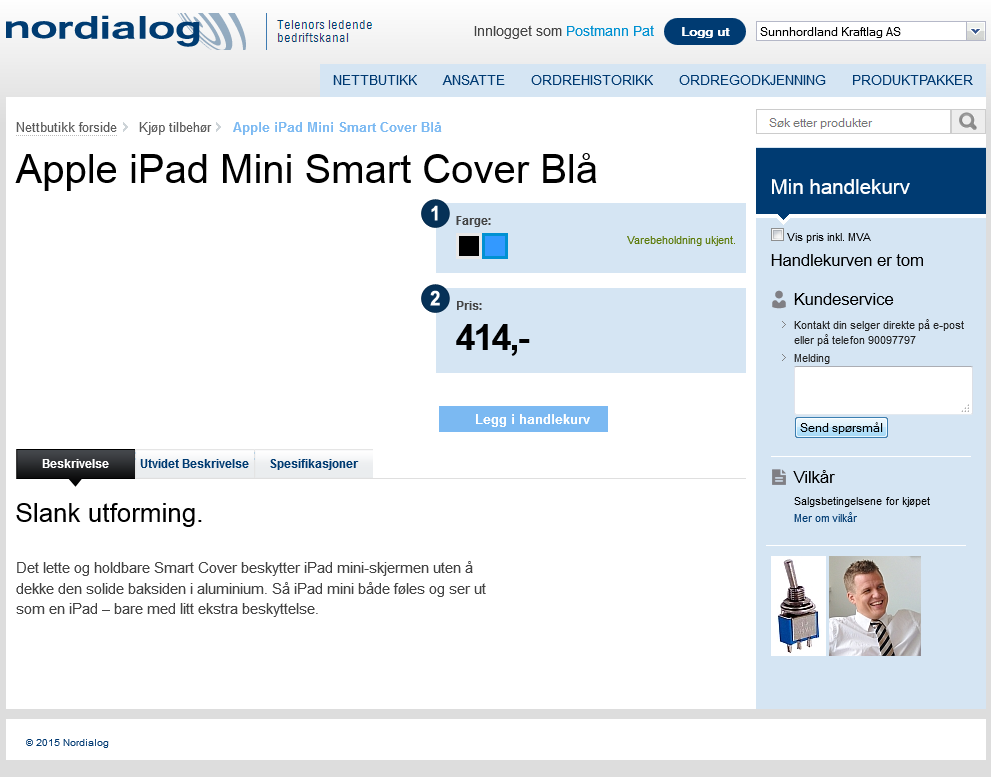 nordialog
Telenors ledende
bedriftskanal
Innlogget som Postmann Pat
Logg ut
Sunnhordland Kraftlag AS
NETTBUTIKK ANSATTE ORDREHISTORIKK ORDREGODKJENNING PRODUKTPAKKER
Nettbutikk forside Kjøp tilbehør Apple iPad Mini Smart Cover Blå
Søk etter produkter
Apple iPad Mini Smart Cover Blå
1
Farge:
Varebeholdning ukjent.
2
Pris:
414,-
Legg i handlekurv
Beskrivelse Utvidet Beskrivelse Spesifikasjoner
Slank utforming.
Det lette og holdbare Smart Cover beskytter iPad mini-skjermen uten å
dekke den solide baksiden i aluminium. Så iPad mini både føles og ser ut
som en iPad – bare med litt ekstra beskyttelse.
Min handlekurv
Vis pris inkl. MVA
Handlekurven er tom
Kundeservice
Kontakt din selger direkte på e-post
eller på telefon 90097797
Melding
Send spørsmål
Vilkår
Salgsbetingelsene for kjøpet
Mer om vilkår
© 2015 Nordialog